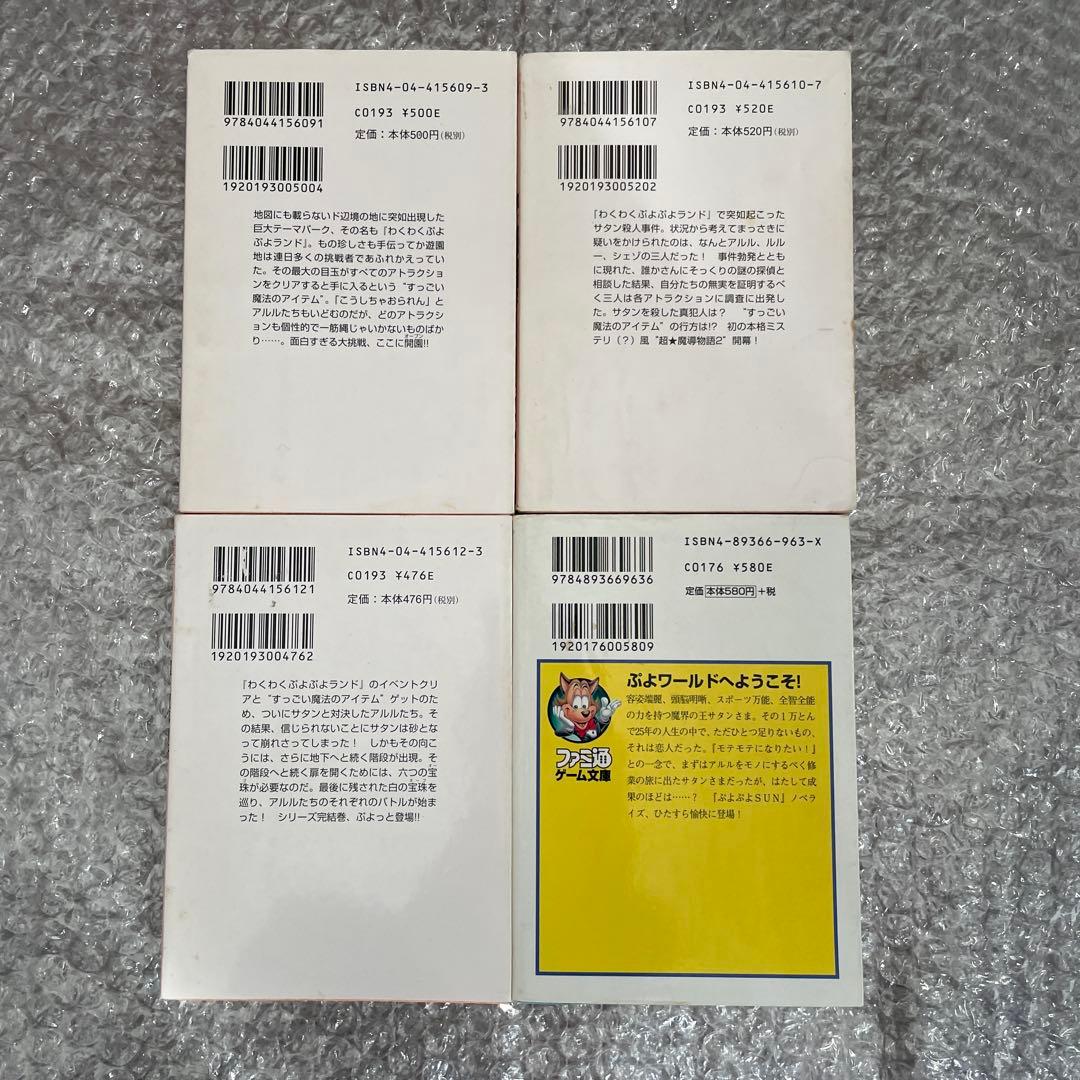 ISBN4-04-415609-3
9784044156091
C0193 ¥500E
定価：本体500円(税別)
1920193005004
地図にも載らないド辺境の地に突如出現した
巨大テーマパーク、その名も『わくわくぷよ
ぷよランド』。もの珍しさも手伝ってか遊園
地は連日多くの挑戦者であふれかえってい
た。その最大の目玉がすべてのアトラクショ
ンをクリアすると手に入るという“すっごい
魔法のアイテム”。「こうしちゃおられん」と
アルルたちもいどむのだが、どのアトラクシ
ョンも個性的で一筋縄じゃいかないものばか
り……。面白すぎる大挑戦、ここに開園!!
ISBN4-04-415610-7
9784044156107
C0193 ¥520E
定価：本体520円(税別)
1920193005202
『わくわくぷよぷよランド』で突如起こった
サタン殺人事件。状況から考えてまっさきに
疑いをかけられたのは、なんとアルル、ルル
ー、シェゾの三人だった！　事件勃発ととも
に現れた、誰かさんにそっくりの謎の探偵と
相談した結果、自分たちの無実を証明するべ
く三人は各アトラクションに調査に出発し
た。サタンを殺した真犯人は？　“すっごい
魔法のアイテム”の行方は!?　初の本格ミス
テリ（？）風“超★魔導物語2”開幕！
ISBN4-04-415612-3
9784044156121
C0193 ¥476E
定価：本体476円(税別)
1920193004762
『わくわくぷよぷよランド』のイベントクリ
アと“すっごい魔法のアイテム”ゲットのた
め、ついにサタンと対決したアルルたち。そ
の結果、信じられないことにサタンは砂とな
って崩れさってしまった！　しかもその向こ
うには、さらに地下へと続く階段が出現。そ
の階段へと続く扉を開くためには、六つの宝
珠が必要なのだ。最後に残された白の宝珠を
巡り、アルルたちのそれぞれのバトルが始ま
った！　シリーズ完結巻、ぷよっと登場!!
ISBN4-89366-963-X
9784893669636
C0176 ¥580E
定価 本体580円＋税
1920176005809
ファミ通
ゲーム文庫
ぷよワールドへようこそ！
容姿端麗、頭脳明晰、スポーツ万能、全智全能
の力を持つ魔界の王サタンさま。その１万とん
で25年の人生の中で、ただひとつ足りないもの、
それは恋人だった。『モテモテになりたい！』
との一念で、まずはアルルをモノにするべく修
業の旅に出たサタンさまだったが、はたして成
果のほどは……？　『ぷよぷよSUN』ノベラ
イズ、ひたすら愉快に登場！